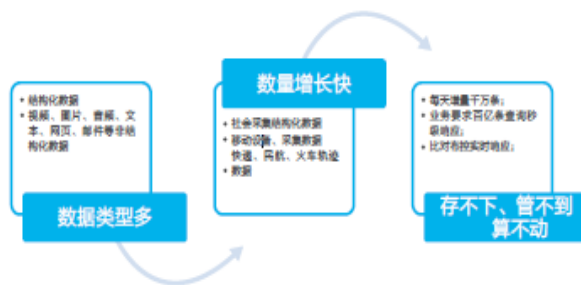 • 结构化数据
• 视频、图片、音频、文
本、网页、邮件等非结
构化数据
数据类型多
数量增长快
• 社会采集结构化数据
• 移动设备、采集数据
快递、民航、火车轨迹
• 数据
• 每天增量千万条;
• 业务要求百亿条查询秒
级响应;
• 比对布控实时响应;
存不下、管不到
算不动